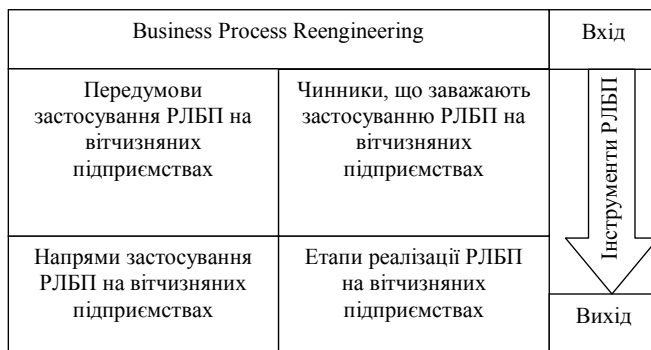 Business Process Reengineering
Вхід
Передумови
застосування РЛБП на
вітчизняних
підприємствах
Чинники, що заважають
застосуванню РЛБП на
вітчизняних
підприємствах
Інструменти РЛБП
Напрями застосування
РЛБП на вітчизняних
підприємствах
Етапи реалізації РЛБП
на вітчизняних
підприємствах
Вихід